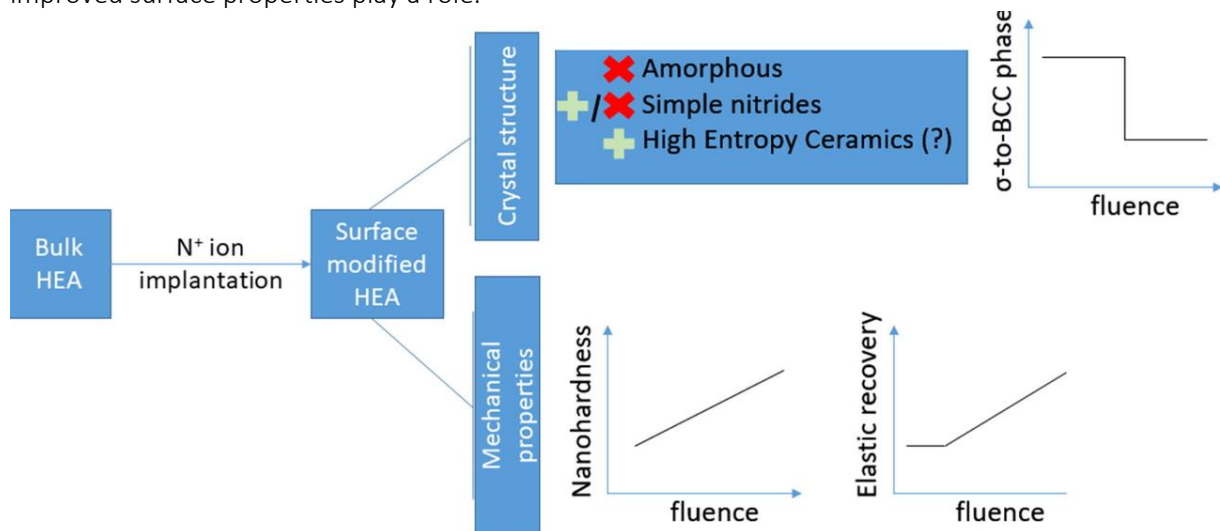 improved surface properties play a role.
Bulk
HEA
N⁺ ion
implantation
Surface
modified
HEA
Crystal structure
Amorphous
/ Simple nitrides
High Entropy Ceramics (?)
σ-to-BCC phase
fluence
Mechanical
properties
Nanohardness
fluence
Elastic recovery
fluence